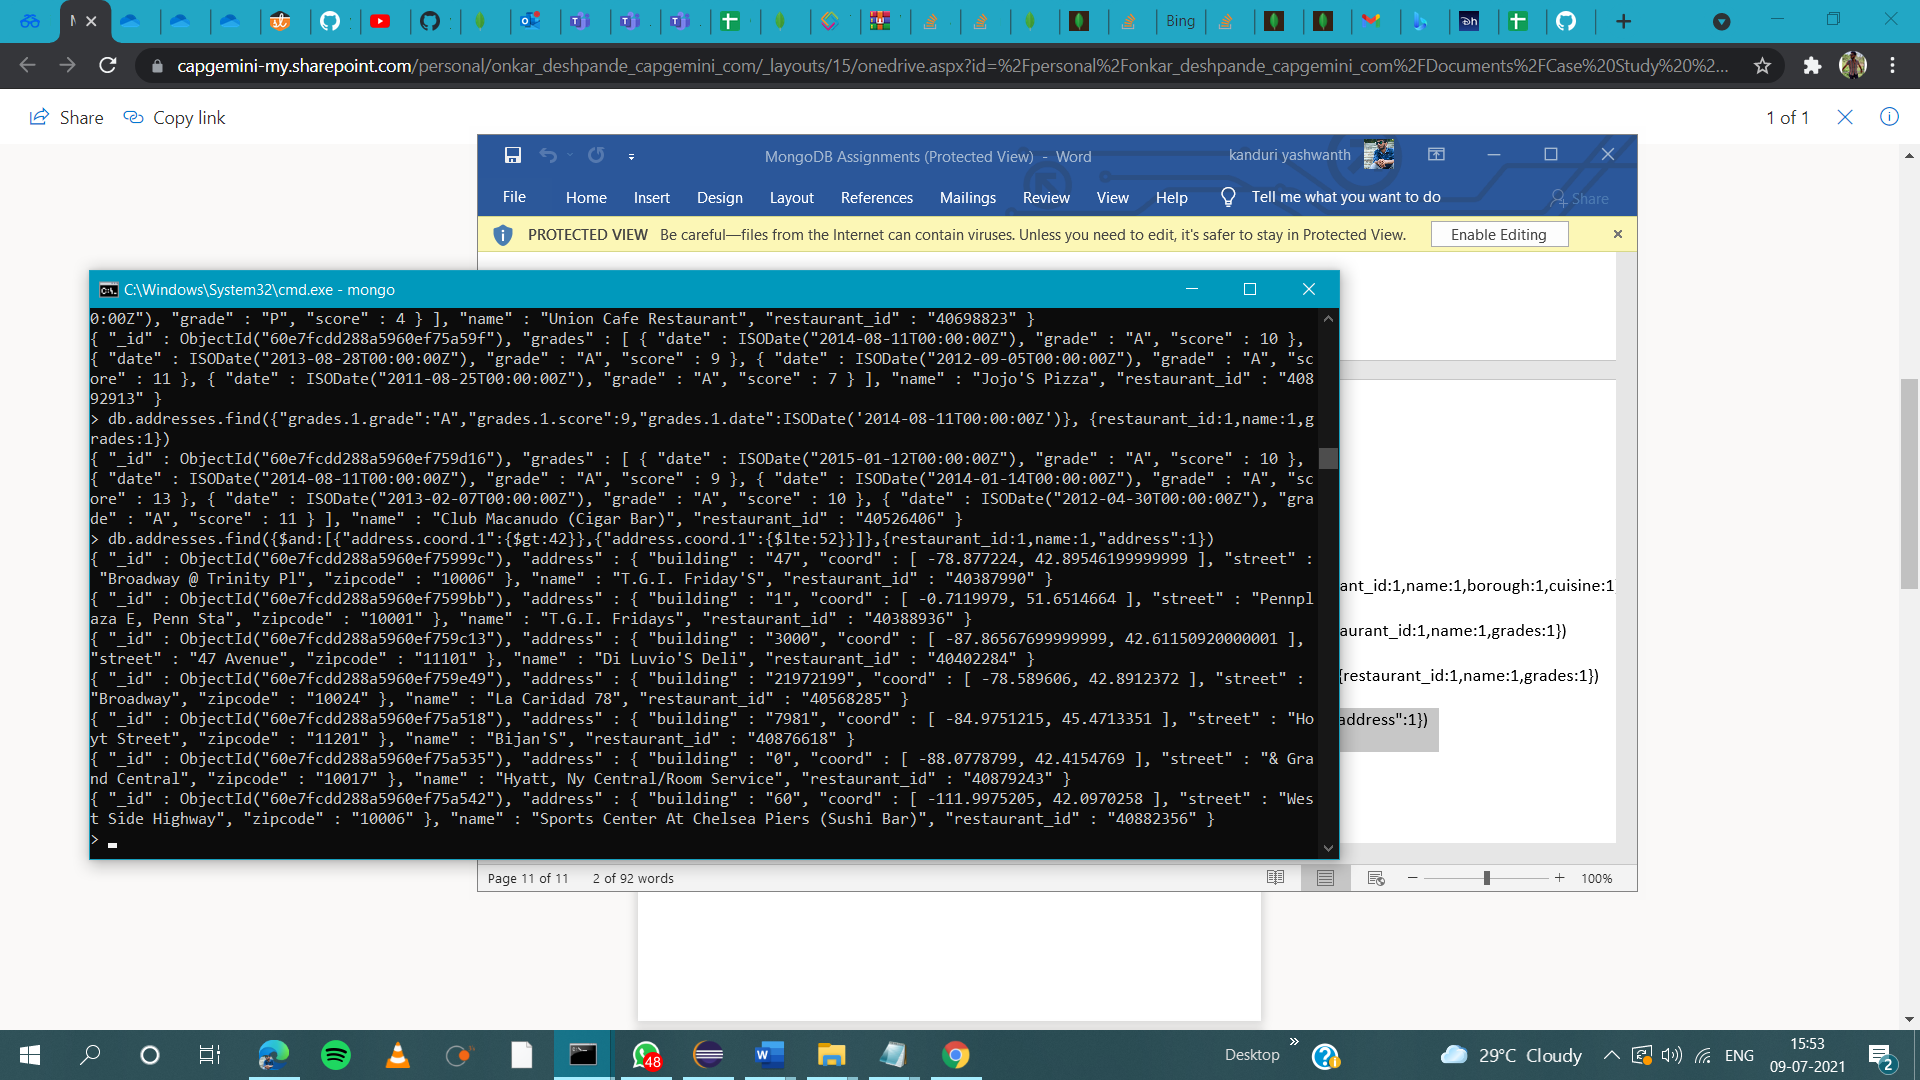 Bing
capgemini-my.sharepoint.com/personal/onkar_deshpande_capgemini_com/_layouts/15/onedrive.aspx?id=%2Fpersonal%2Fonkar_deshpande_capgemini_com%2FDocuments%2FCase%20Study%20%2...
Share
Copy link
1 of 1
MongoDB Assignments (Protected View) - Word
kanduri yashwanth
File
Home
Insert
Design
Layout
References
Mailings
Review
View
Help
Tell me what you want to do
Share
PROTECTED VIEW Be careful—files from the Internet can contain viruses. Unless you need to edit, it's safer to stay in Protected View.
Enable Editing
C:\Windows\System32\cmd.exe - mongo
0:00Z"), "grade" : "P", "score" : 4 } ], "name" : "Union Cafe Restaurant", "restaurant_id" : "40698823" }
{ "_id" : ObjectId("60e7fcdd288a5960ef75a59f"), "grades" : [ { "date" : ISODate("2014-08-11T00:00:00Z"), "grade" : "A", "score" : 10 },
{ "date" : ISODate("2013-08-28T00:00:00Z"), "grade" : "A", "score" : 9 }, { "date" : ISODate("2012-09-05T00:00:00Z"), "grade" : "A", "sc
ore" : 11 }, { "date" : ISODate("2011-08-25T00:00:00Z"), "grade" : "A", "score" : 7 } ], "name" : "Jojo'S Pizza", "restaurant_id" : "408
92913" }
> db.addresses.find({"grades.1.grade":"A","grades.1.score":9,"grades.1.date":ISODate('2014-08-11T00:00:00Z')}, {restaurant_id:1,name:1,g
rades:1})
{ "_id" : ObjectId("60e7fcdd288a5960ef759d16"), "grades" : [ { "date" : ISODate("2015-01-12T00:00:00Z"), "grade" : "A", "score" : 10 },
{ "date" : ISODate("2014-08-11T00:00:00Z"), "grade" : "A", "score" : 9 }, { "date" : ISODate("2014-01-14T00:00:00Z"), "grade" : "A", "sc
ore" : 13 }, { "date" : ISODate("2013-02-07T00:00:00Z"), "grade" : "A", "score" : 10 }, { "date" : ISODate("2012-04-30T00:00:00Z"), "gra
de" : "A", "score" : 11 } ], "name" : "Club Macanudo (Cigar Bar)", "restaurant_id" : "40526406" }
> db.addresses.find({$and:[{"address.coord.1":{$gt:42}},{"address.coord.1":{$lte:52}}]},{restaurant_id:1,name:1,"address":1})
{ "_id" : ObjectId("60e7fcdd288a5960ef75999c"), "address" : { "building" : "47", "coord" : [ -78.877224, 42.89546199999999 ], "street" :
"Broadway @ Trinity Pl", "zipcode" : "10006" }, "name" : "T.G.I. Friday'S", "restaurant_id" : "40387990" }
{ "_id" : ObjectId("60e7fcdd288a5960ef7599bb"), "address" : { "building" : "1", "coord" : [ -0.7119979, 51.6514664 ], "street" : "Pennpl
aza E, Penn Sta", "zipcode" : "10001" }, "name" : "T.G.I. Fridays", "restaurant_id" : "40388936" }
{ "_id" : ObjectId("60e7fcdd288a5960ef759c13"), "address" : { "building" : "3000", "coord" : [ -87.86567699999999, 42.61150920000001 ],
"street" : "47 Avenue", "zipcode" : "11101" }, "name" : "Di Luvio'S Deli", "restaurant_id" : "40402284" }
{ "_id" : ObjectId("60e7fcdd288a5960ef759e49"), "address" : { "building" : "21972199", "coord" : [ -78.589606, 42.8912372 ], "street" :
"Broadway", "zipcode" : "10024" }, "name" : "La Caridad 78", "restaurant_id" : "40568285" }
{ "_id" : ObjectId("60e7fcdd288a5960ef75a518"), "address" : { "building" : "7981", "coord" : [ -84.9751215, 45.4713351 ], "street" : "Ho
yt Street", "zipcode" : "11201" }, "name" : "Bijan'S", "restaurant_id" : "40876618" }
{ "_id" : ObjectId("60e7fcdd288a5960ef75a535"), "address" : { "building" : "0", "coord" : [ -88.0778799, 42.4154769 ], "street" : "& Gra
nd Central", "zipcode" : "10017" }, "name" : "Hyatt, Ny Central/Room Service", "restaurant_id" : "40879243" }
{ "_id" : ObjectId("60e7fcdd288a5960ef75a542"), "address" : { "building" : "60", "coord" : [ -111.9975205, 42.0970258 ], "street" : "Wes
t Side Highway", "zipcode" : "10006" }, "name" : "Sports Center At Chelsea Piers (Sushi Bar)", "restaurant_id" : "40882356" }
>
ant_id:1,name:1,borough:1,cuisine:1
aurant_id:1,name:1,grades:1})
{restaurant_id:1,name:1,grades:1})
address":1})
Page 11 of 11
2 of 92 words
100%
48
Desktop
29°C Cloudy
ENG
15:53
09-07-2021
2